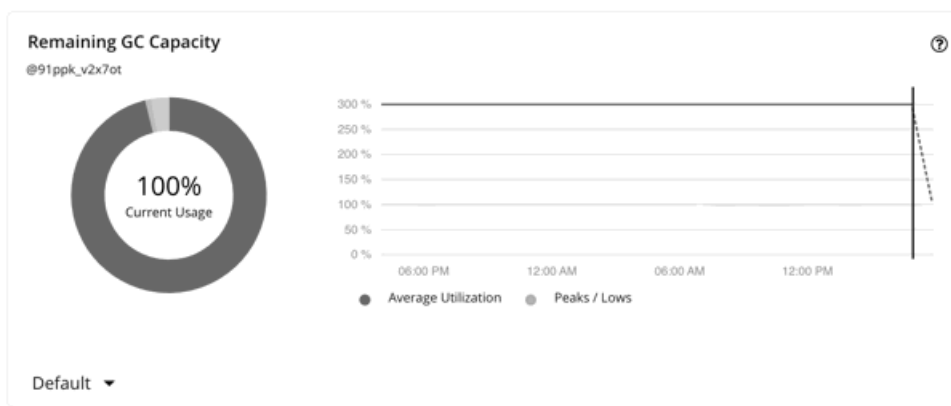 Remaining GC Capacity
@91ppk_v2x7ot
100%
Current Usage
300 %
250 %
200 %
150 %
100 %
50 %
0 %
06:00 PM 12:00 AM 06:00 AM 12:00 PM
Average Utilization Peaks / Lows
Default